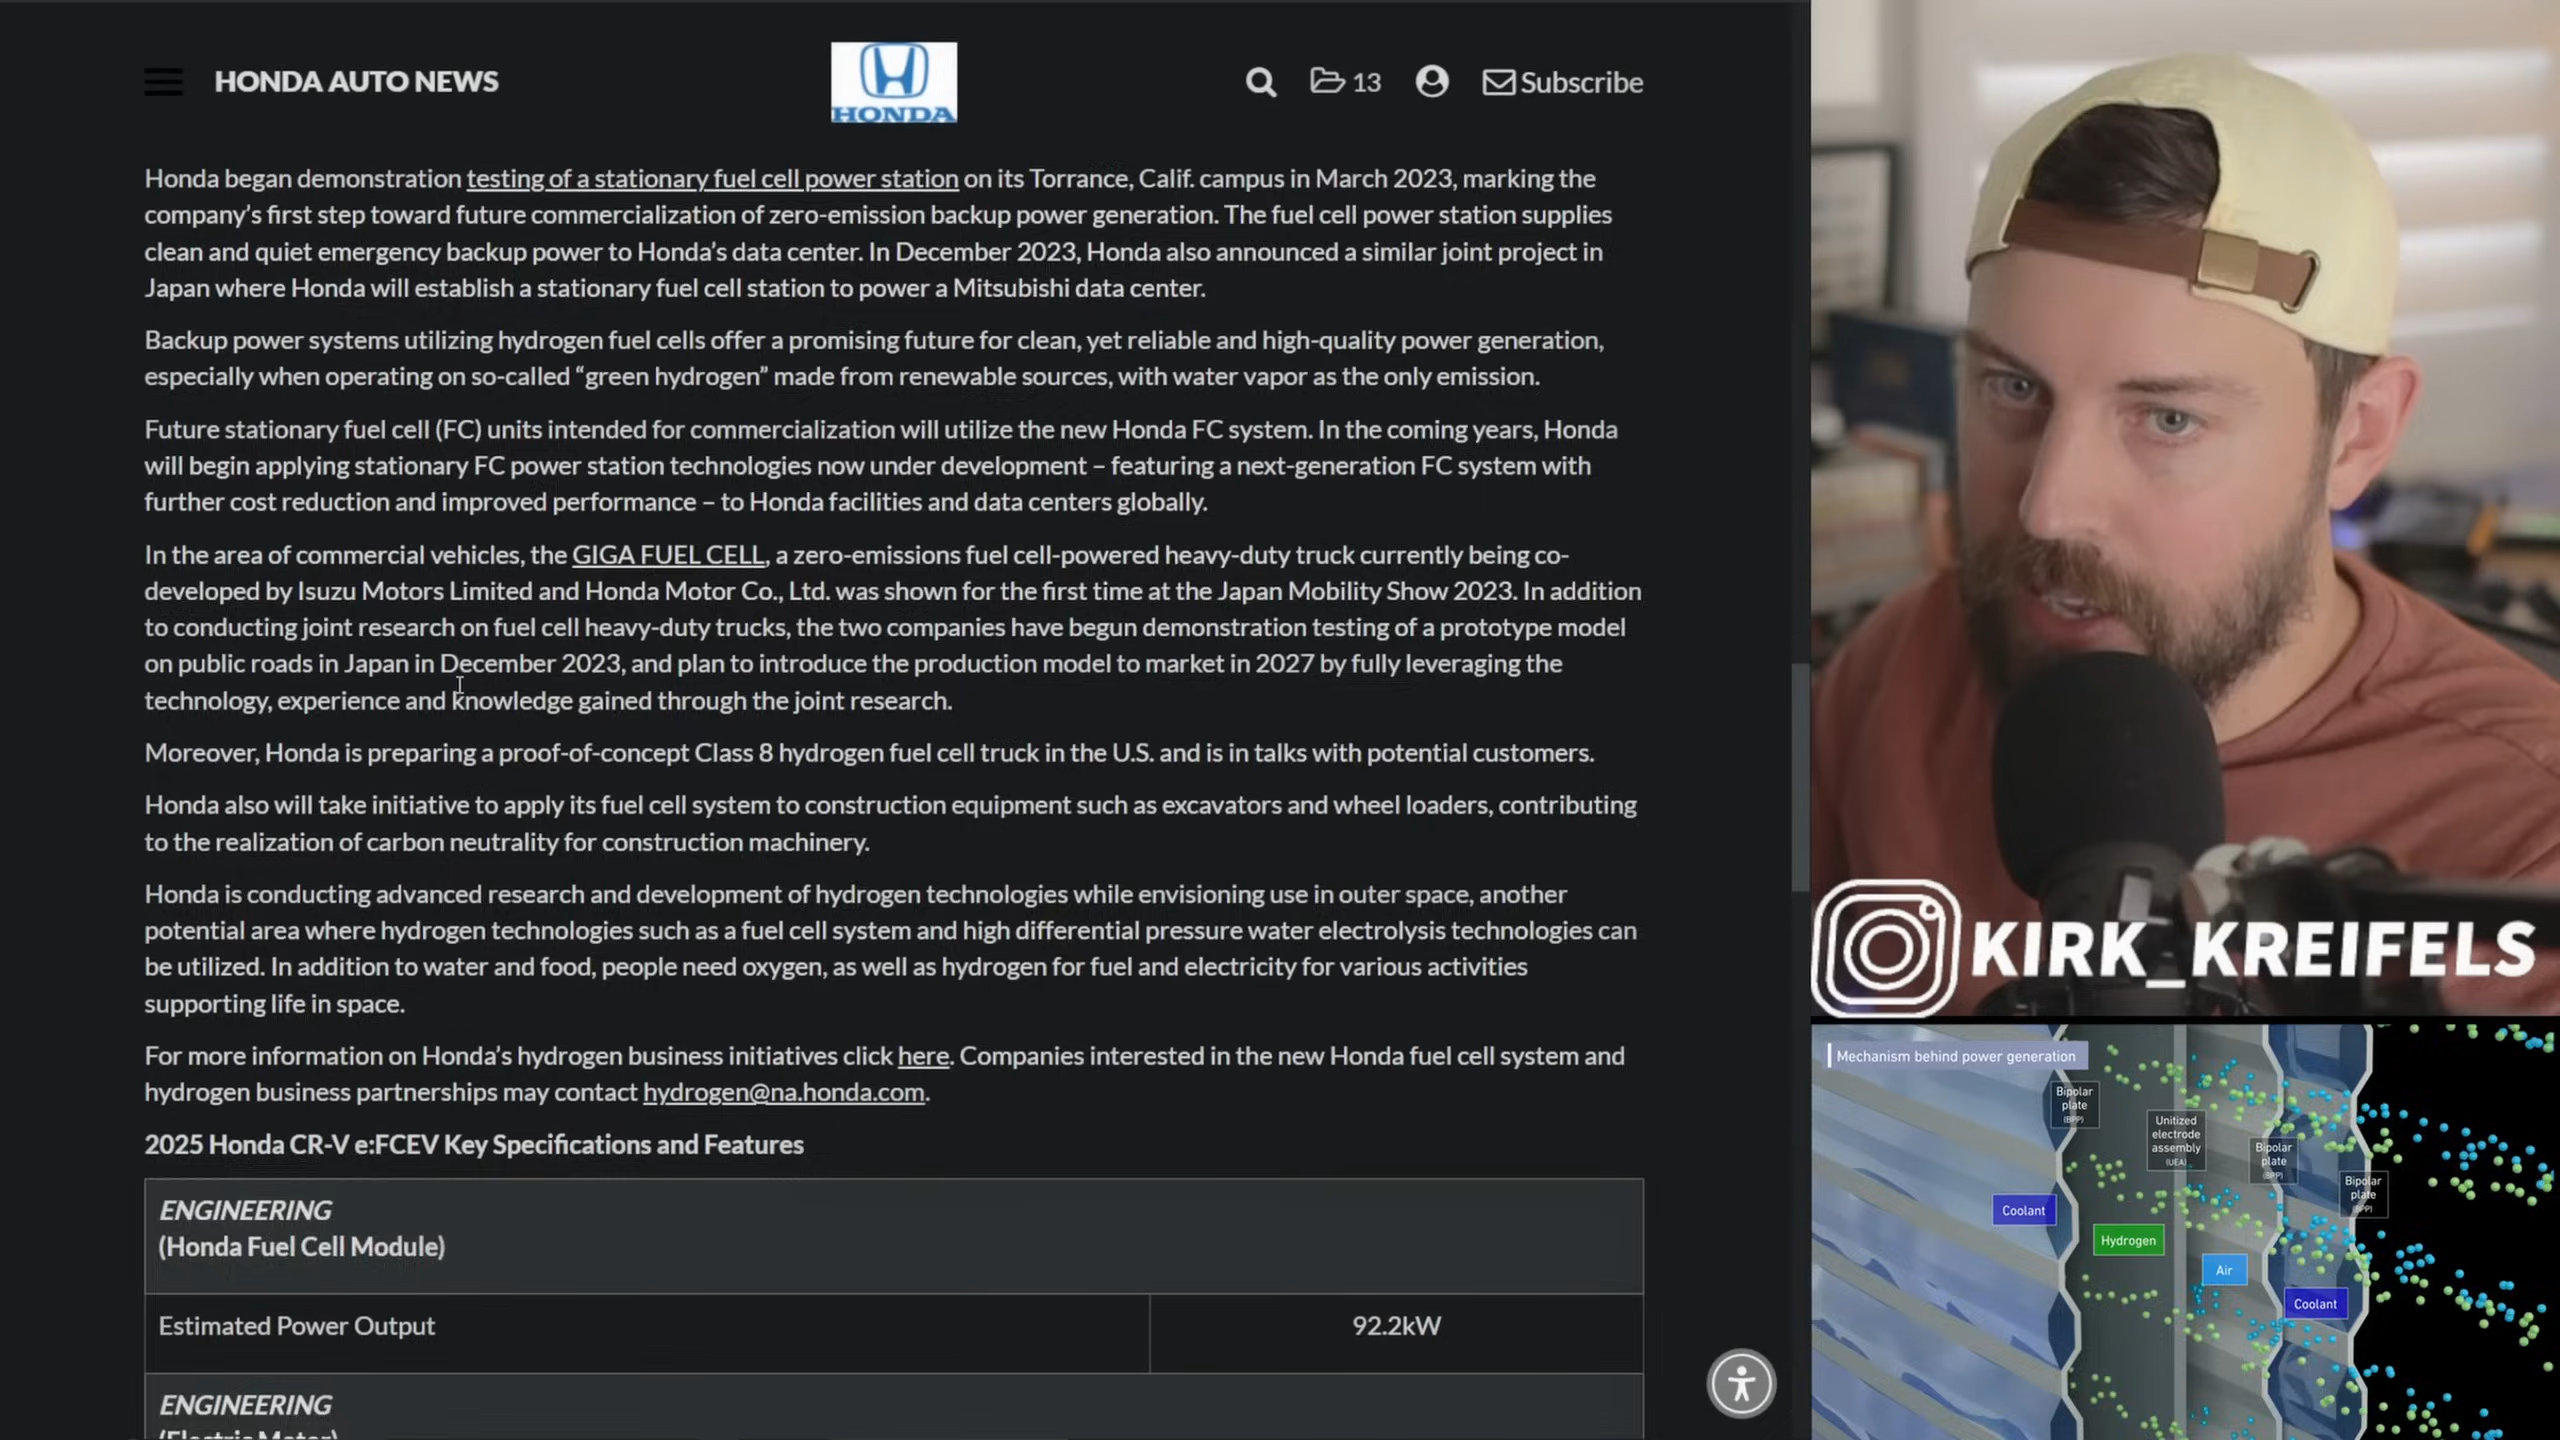 HONDA AUTO NEWS
HONDA
13
Subscribe
Honda began demonstration testing of a stationary fuel cell power station on its Torrance, Calif. campus in March 2023, marking the
company’s first step toward future commercialization of zero-emission backup power generation. The fuel cell power station supplies
clean and quiet emergency backup power to Honda’s data center. In December 2023, Honda also announced a similar joint project in
Japan where Honda will establish a stationary fuel cell station to power a Mitsubishi data center.
Backup power systems utilizing hydrogen fuel cells offer a promising future for clean, yet reliable and high-quality power generation,
especially when operating on so-called “green hydrogen” made from renewable sources, with water vapor as the only emission.
Future stationary fuel cell (FC) units intended for commercialization will utilize the new Honda FC system. In the coming years, Honda
will begin applying stationary FC power station technologies now under development – featuring a next-generation FC system with
further cost reduction and improved performance – to Honda facilities and data centers globally.
In the area of commercial vehicles, the GIGA FUEL CELL, a zero-emissions fuel cell-powered heavy-duty truck currently being co-
developed by Isuzu Motors Limited and Honda Motor Co., Ltd. was shown for the first time at the Japan Mobility Show 2023. In addition
to conducting joint research on fuel cell heavy-duty trucks, the two companies have begun demonstration testing of a prototype model
on public roads in Japan in December 2023, and plan to introduce the production model to market in 2027 by fully leveraging the
technology, experience and knowledge gained through the joint research.
Moreover, Honda is preparing a proof-of-concept Class 8 hydrogen fuel cell truck in the U.S. and is in talks with potential customers.
Honda also will take initiative to apply its fuel cell system to construction equipment such as excavators and wheel loaders, contributing
to the realization of carbon neutrality for construction machinery.
Honda is conducting advanced research and development of hydrogen technologies while envisioning use in outer space, another
potential area where hydrogen technologies such as a fuel cell system and high differential pressure water electrolysis technologies can
be utilized. In addition to water and food, people need oxygen, as well as hydrogen for fuel and electricity for various activities
supporting life in space.
For more information on Honda’s hydrogen business initiatives click here. Companies interested in the new Honda fuel cell system and
hydrogen business partnerships may contact hydrogen@na.honda.com.
2025 Honda CR-V e:FCEV Key Specifications and Features
ENGINEERING
(Honda Fuel Cell Module)
Estimated Power Output
92.2kW
ENGINEERING
(Electric Motor)
KIRK_KREIFELS
Mechanism behind power generation
Bipolar
plate
(BPP)
Unitized
electrode
assembly
(UEA)
Bipolar
plate
(BPP)
Bipolar
plate
(BPP)
Coolant
Hydrogen
Air
Coolant